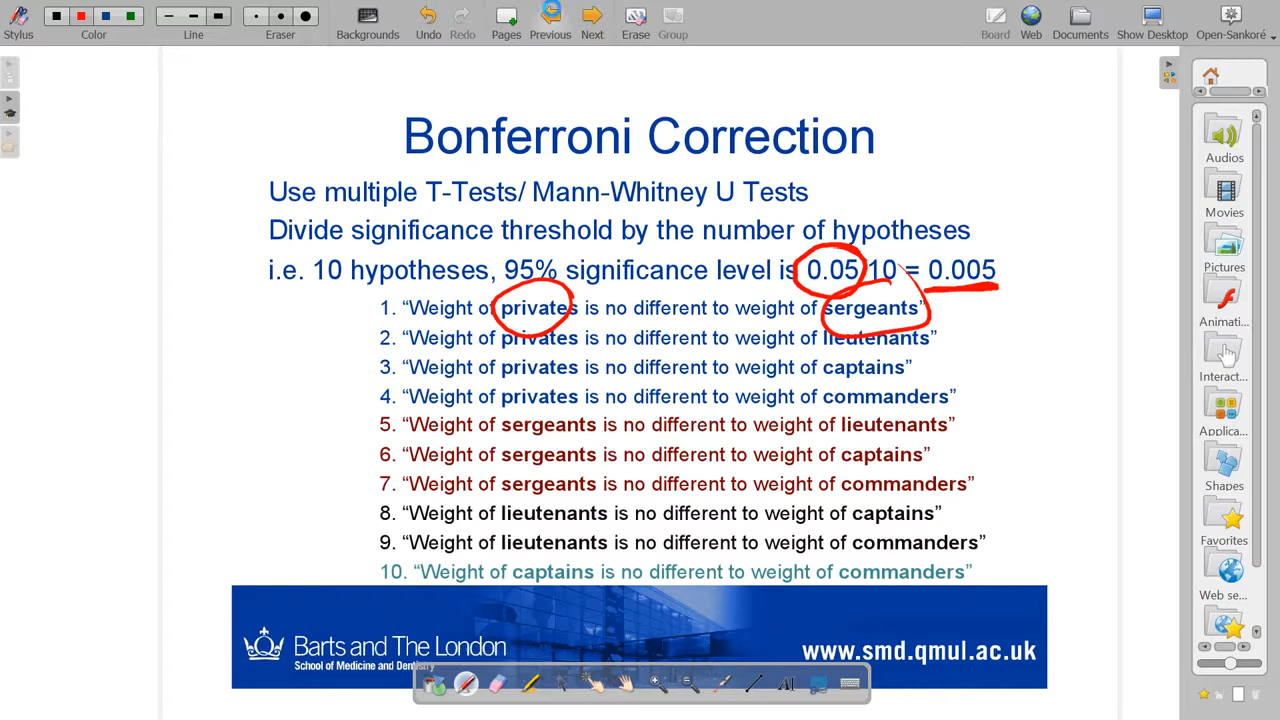 Stylus
Color
Line
Eraser
Backgrounds
Undo
Redo
Pages
Previous
Next
Erase
Group
Board
Web
Documents
Show Desktop
Open-Sankoré
Bonferroni Correction
Use multiple T-Tests/ Mann-Whitney U Tests
Divide significance threshold by the number of hypotheses
i.e. 10 hypotheses, 95% significance level is 0.05 10 = 0.005
1. “Weight of privates is no different to weight of sergeants”
2. “Weight of privates is no different to weight of lieutenants”
3. “Weight of privates is no different to weight of captains”
4. “Weight of privates is no different to weight of commanders”
5. “Weight of sergeants is no different to weight of lieutenants”
6. “Weight of sergeants is no different to weight of captains”
7. “Weight of sergeants is no different to weight of commanders”
8. “Weight of lieutenants is no different to weight of captains”
9. “Weight of lieutenants is no different to weight of commanders”
10. “Weight of captains is no different to weight of commanders”
Barts and The London
School of Medicine and Dentistry
www.smd.qmul.ac.uk
Audios
Movies
Pictures
Animati...
Interact...
Applica...
Shapes
Favorites
Web se...